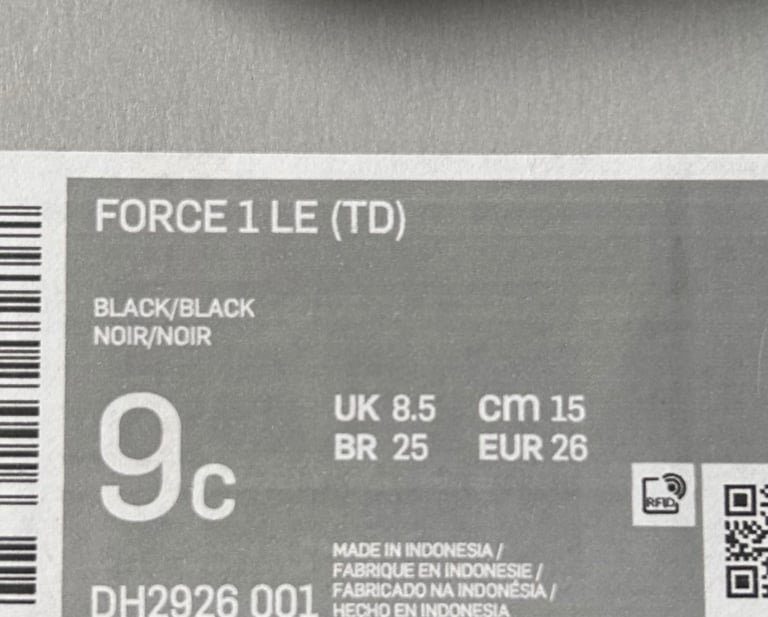 FORCE 1 LE (TD)
BLACK/BLACK
NOIR/NOIR
9c
UK 8.5 cm 15
BR 25 EUR 26
RFID
MADE IN INDONESIA /
FABRIQUE EN INDONESIE /
FABRICADO NA INDONÉSIA /
HECHO EN INDONESIA
DH2926 001